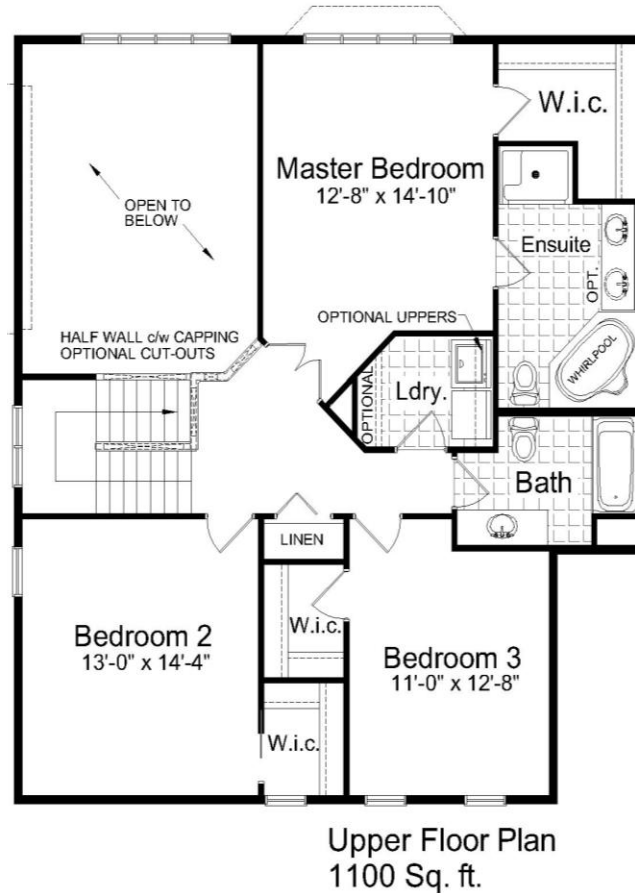 W.i.c.
Master Bedroom
12'-8" x 14'-10"
OPEN TO
BELOW
Ensuite
OPT.
OPTIONAL UPPERS
HALF WALL c/w CAPPING
OPTIONAL CUT-OUTS
WHIRLPOOL
OPTIONAL
Ldry.
Bath
LINEN
W.i.c.
Bedroom 2
13'-0" x 14'-4"
Bedroom 3
11'-0" x 12'-8"
W.i.c.
Upper Floor Plan
1100 Sq. ft.